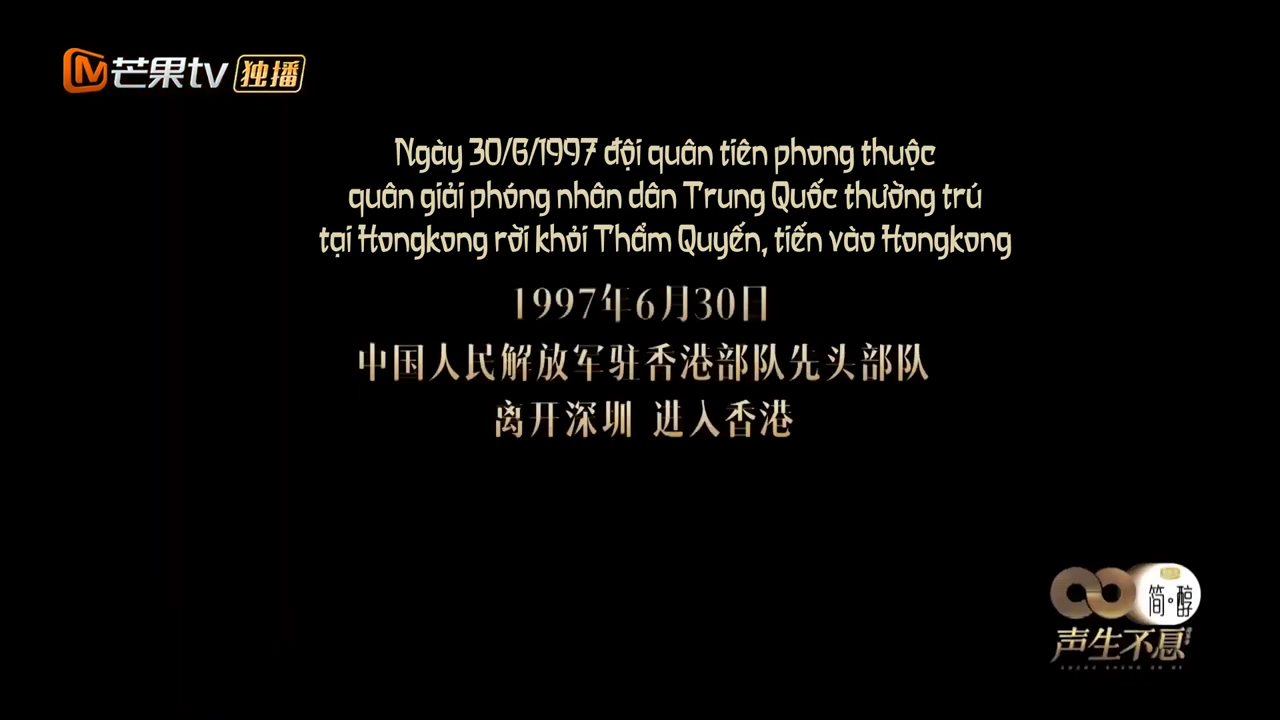 芒果tv 独播
Ngày 30/6/1997 đội quân tiên phong thuộc
quân giải phóng nhân dân Trung Quốc thường trú
tại Hongkong rời khỏi Thẩm Quyến, tiến vào Hongkong
1997年6月30日
中国人民解放军驻香港部队先头部队
离开深圳 进入香港
简·醇
声生不息